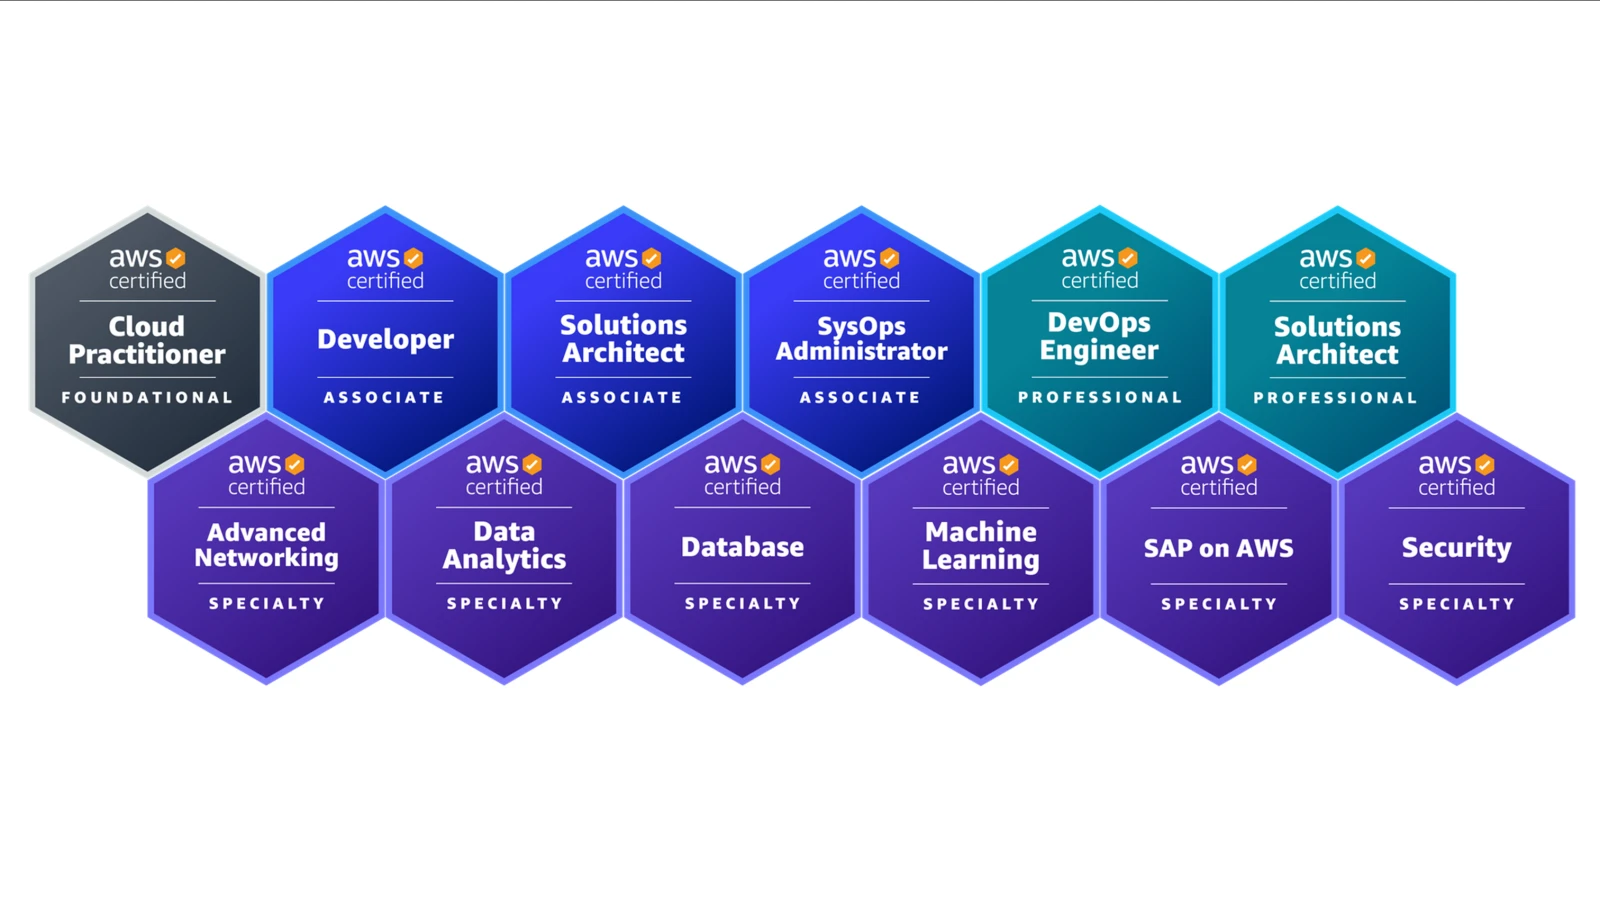 aws
certified
Cloud
Practitioner
FOUNDATIONAL
aws
certified
Developer
ASSOCIATE
aws
certified
Solutions
Architect
ASSOCIATE
aws
certified
SysOps
Administrator
ASSOCIATE
aws
certified
DevOps
Engineer
PROFESSIONAL
aws
certified
Solutions
Architect
PROFESSIONAL
aws
certified
Advanced
Networking
SPECIALTY
aws
certified
Data
Analytics
SPECIALTY
aws
certified
Database
SPECIALTY
aws
certified
Machine
Learning
SPECIALTY
aws
certified
SAP on AWS
SPECIALTY
aws
certified
Security
SPECIALTY